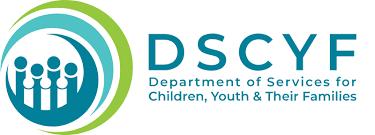 DSCYF
Department of Services for
Children, Youth & Their Families